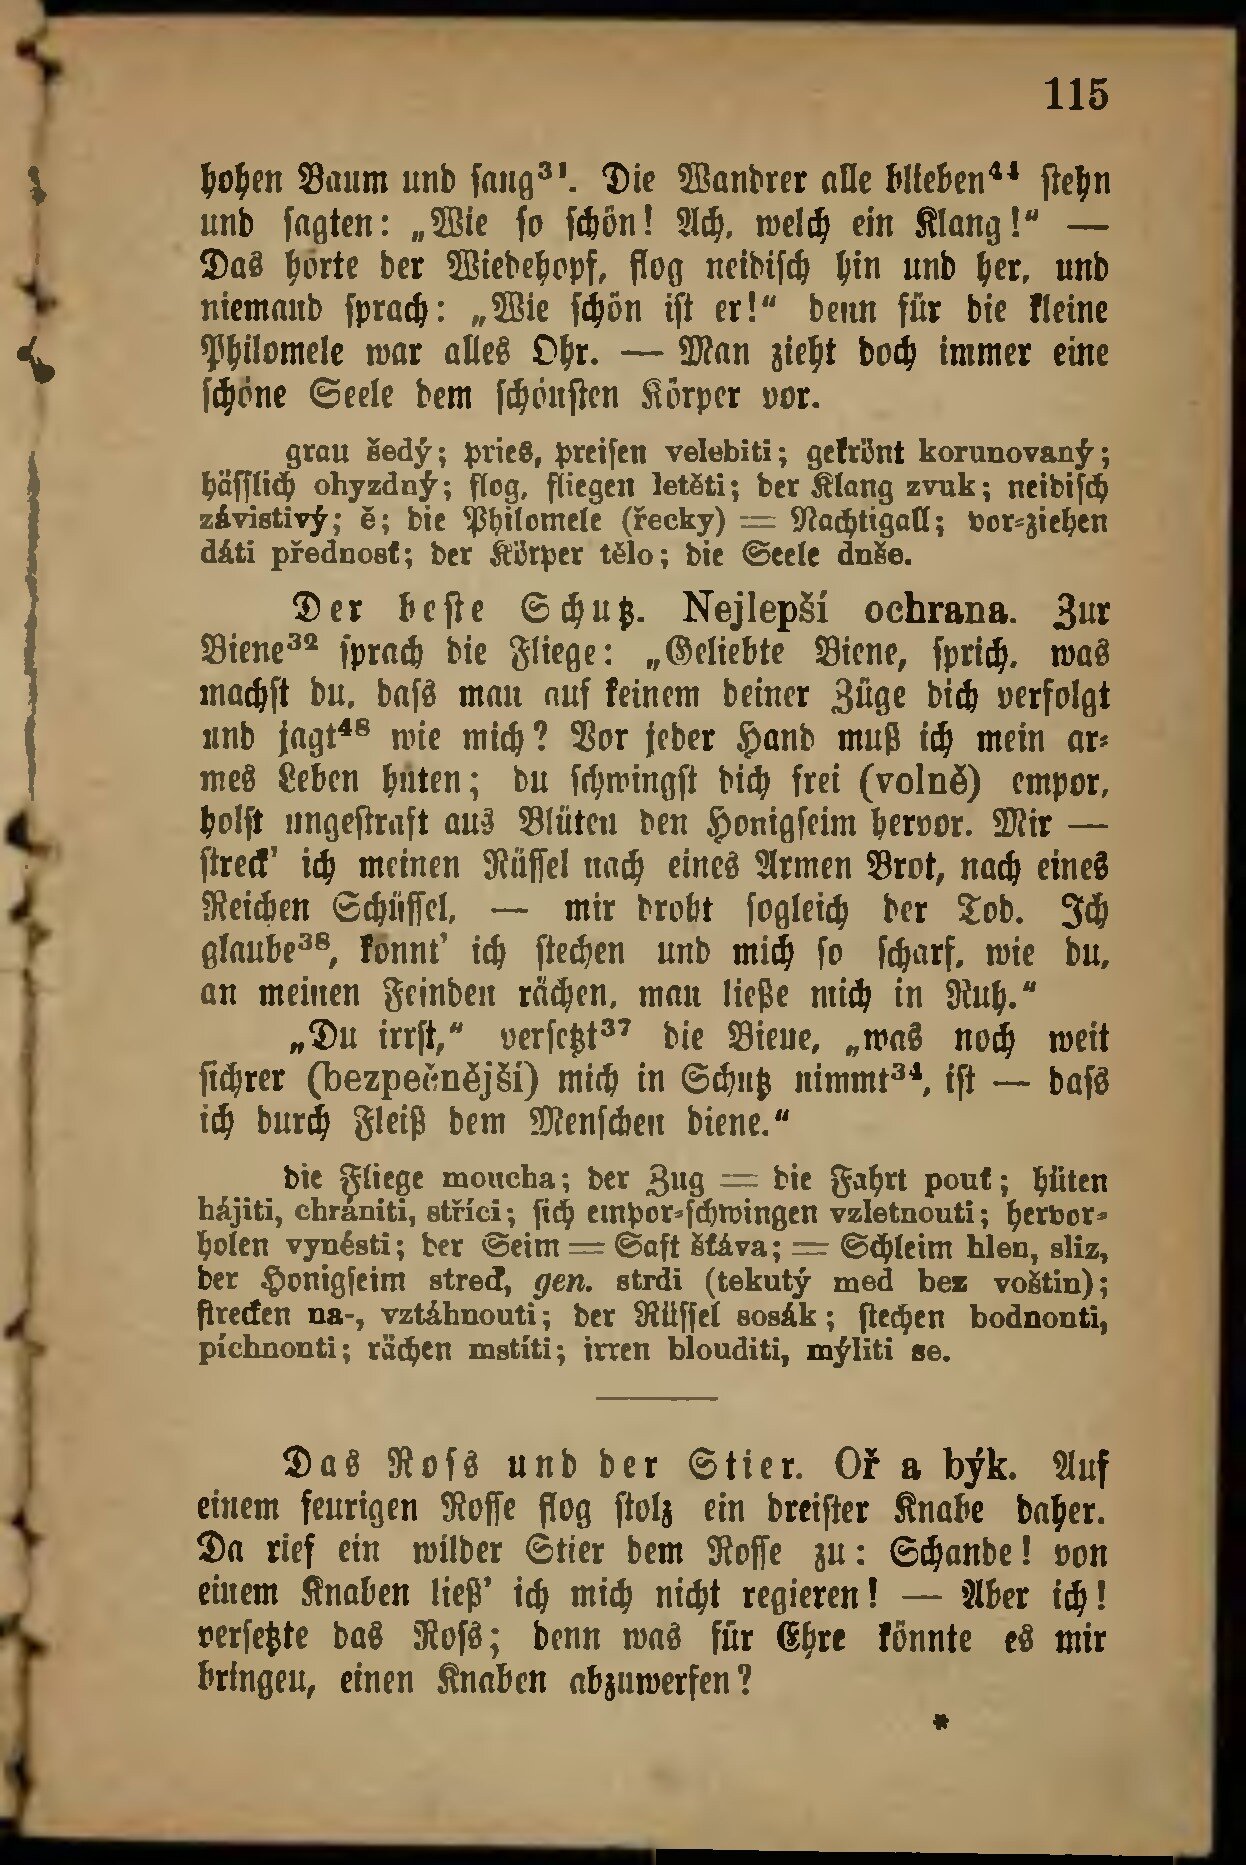 115
hohen Baum und sang³¹. Die Wandrer alle blieben⁴⁴ stehn
und sagten: „Wie so schön! Ach, welch ein Klang!“ —
Das hörte der Wiedehopf, flog neidisch hin und her, und
niemand sprach: „Wie schön ist er!“ denn für die kleine
Philomele war alles Ohr. — Man zieht doch immer eine
schöne Seele dem schönsten Körper vor.
grau šedý; pries, preisen velebiti; gekrönt korunovaný;
hässlich ohyzdný; flog, fliegen letěti; der Klang zvuk; neidisch
závistivý; ě; die Philomele (řecky) = Nachtigall; vor-ziehen
dáti přednosť; der Körper tělo; die Seele duše.
Der beste Schutz. Nejlepší ochrana. Zur
Biene³² sprach die Fliege: „Geliebte Biene, sprich, was
machst du, dass man auf keinem deiner Züge dich verfolgt
und jagt⁴⁸ wie mich? Vor jeder Hand muß ich mein ar-
mes Leben hüten; du schwingst dich frei (volně) empor,
holst ungestraft aus Blüten den Honigseim hervor. Mir —
streck' ich meinen Rüssel nach eines Armen Brot, nach eines
Reichen Schüssel, — mir droht sogleich der Tod. Ich
glaube³⁸, konnt' ich stechen und mich so scharf, wie du,
an meinen Feinden rächen, man ließe mich in Ruh.“
„Du irrst,“ versetzt³⁷ die Biene, „was noch weit
sichrer (bezpečnější) mich in Schutz nimmt³⁴, ist — dass
ich durch Fleiß dem Menschen diene.“
die Fliege moucha; der Zug = die Fahrt pouť; hüten
hájiti, chrániti, stříci; sich empor-schwingen vzletnouti; hervor-
holen vynésti; der Seim = Saft šťáva; = Schleim hlen, sliz,
der Honigseim streď, gen. strdi (tekutý med bez voštin);
strecken na-, vztáhnouti; der Rüssel sosák; stechen bodnouti,
píchnouti; rächen mstíti; irren blouditi, mýliti se.
Das Ross und der Stier. Oř a býk. Auf
einem feurigen Rosse flog stolz ein dreister Knabe daher.
Da rief ein wilder Stier dem Rosse zu: Schande! von
einem Knaben ließ' ich mich nicht regieren! — Aber ich!
versetzte das Ross; denn was für Ehre könnte es mir
bringen, einen Knaben abzuwerfen?
*